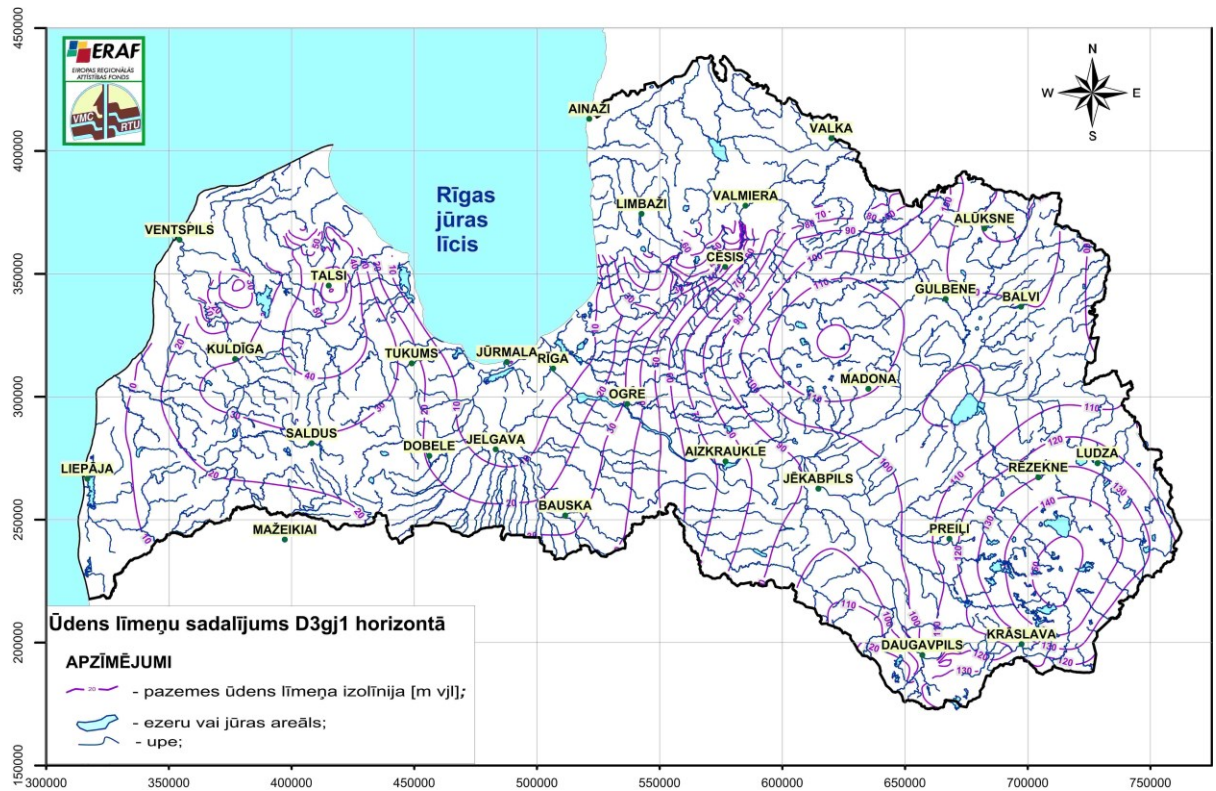 450000
400000
350000
300000
250000
200000
150000
ERAF
EIROPAS REGIONĀLĀS
ATTĪSTĪBAS FONDS
VMC
RTU
N
W
E
S
AINAŽI
VALKA
Rīgas
jūras
līcis
LIMBAŽI
VALMIERA
ALŪKSNE
VENTSPILS
CĒSIS
TALSI
GULBENE
BALVI
KULDĪGA
TUKUMS
JŪRMALA
RĪGA
MADONA
OGRE
SALDUS
DOBELE
JELGAVA
AIZKRAUKLE
LUDZA
RĒZEKNE
LIEPĀJA
JĒKABPILS
BAUSKA
MAŽEIKIAI
PREIĻI
KRĀSLAVA
DAUGAVPILS
Ūdens līmeņu sadalījums D3gj1 horizontā
APZĪMĒJUMI
20 - pazemes ūdens līmeņa izolīnija [m vjl];
- ezeru vai jūras areāls;
- upe;
300000 350000 400000 450000 500000 550000 600000 650000 700000 750000